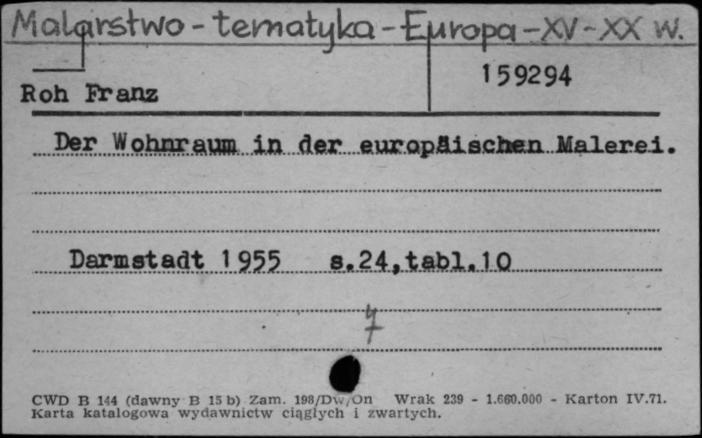 Malarstwo - tematyka - Europa - XV - XX w.
159294
Roh Franz
Der Wohnraum in der europäischen Malerei.
Darmstadt 1955 s.24,tabl.10
CWD B 144 (dawny B 15 b) Zam. 198/Dw/On Wrak 239 - 1.660.000 - Karton IV.71.
Karta katalogowa wydawnictw ciągłych i zwartych.